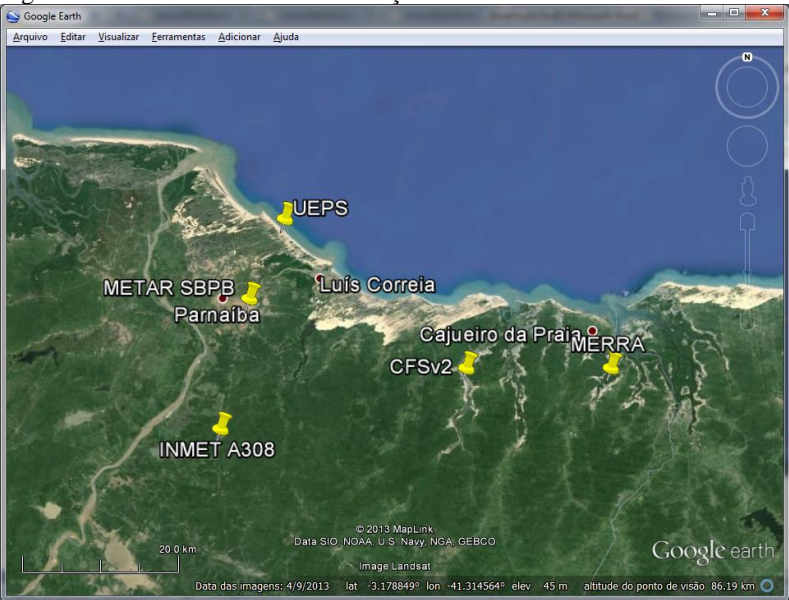 Google Earth
Arquivo Editar Visualizar Ferramentas Adicionar Ajuda
N
UEPS
METAR SBPB
Luís Correia
Parnaíba
Cajueiro da Praia
MERRA
CFSv2
INMET A308
© 2013 MapLink
Data SIO, NOAA, U.S. Navy, NGA, GEBCO
20.0 km
Image Landsat
Google earth
Data das imagens: 4/9/2013 lat -3.178849° lon -41.314564° elev 45 m altitude do ponto de visão 86.19 km